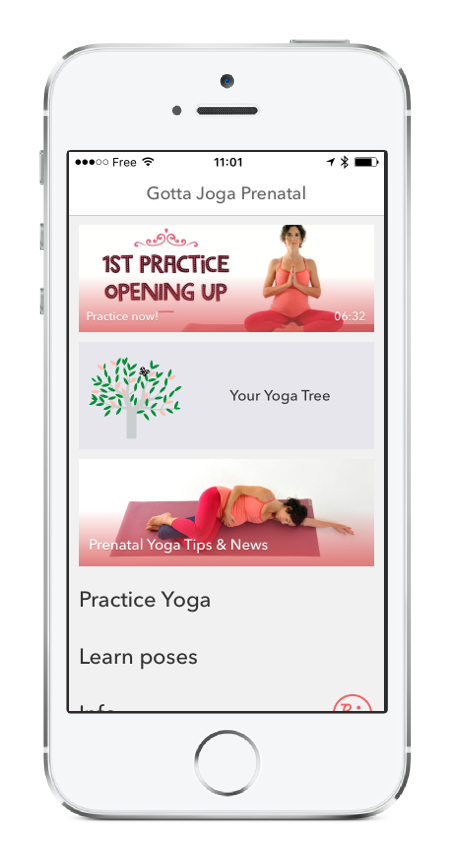 Free 11:01
Gotta Joga Prenatal
1ST PRACTICE
OPENING UP
Practice now! 06:32
Your Yoga Tree
Prenatal Yoga Tips & News
Practice Yoga
Learn poses
Info